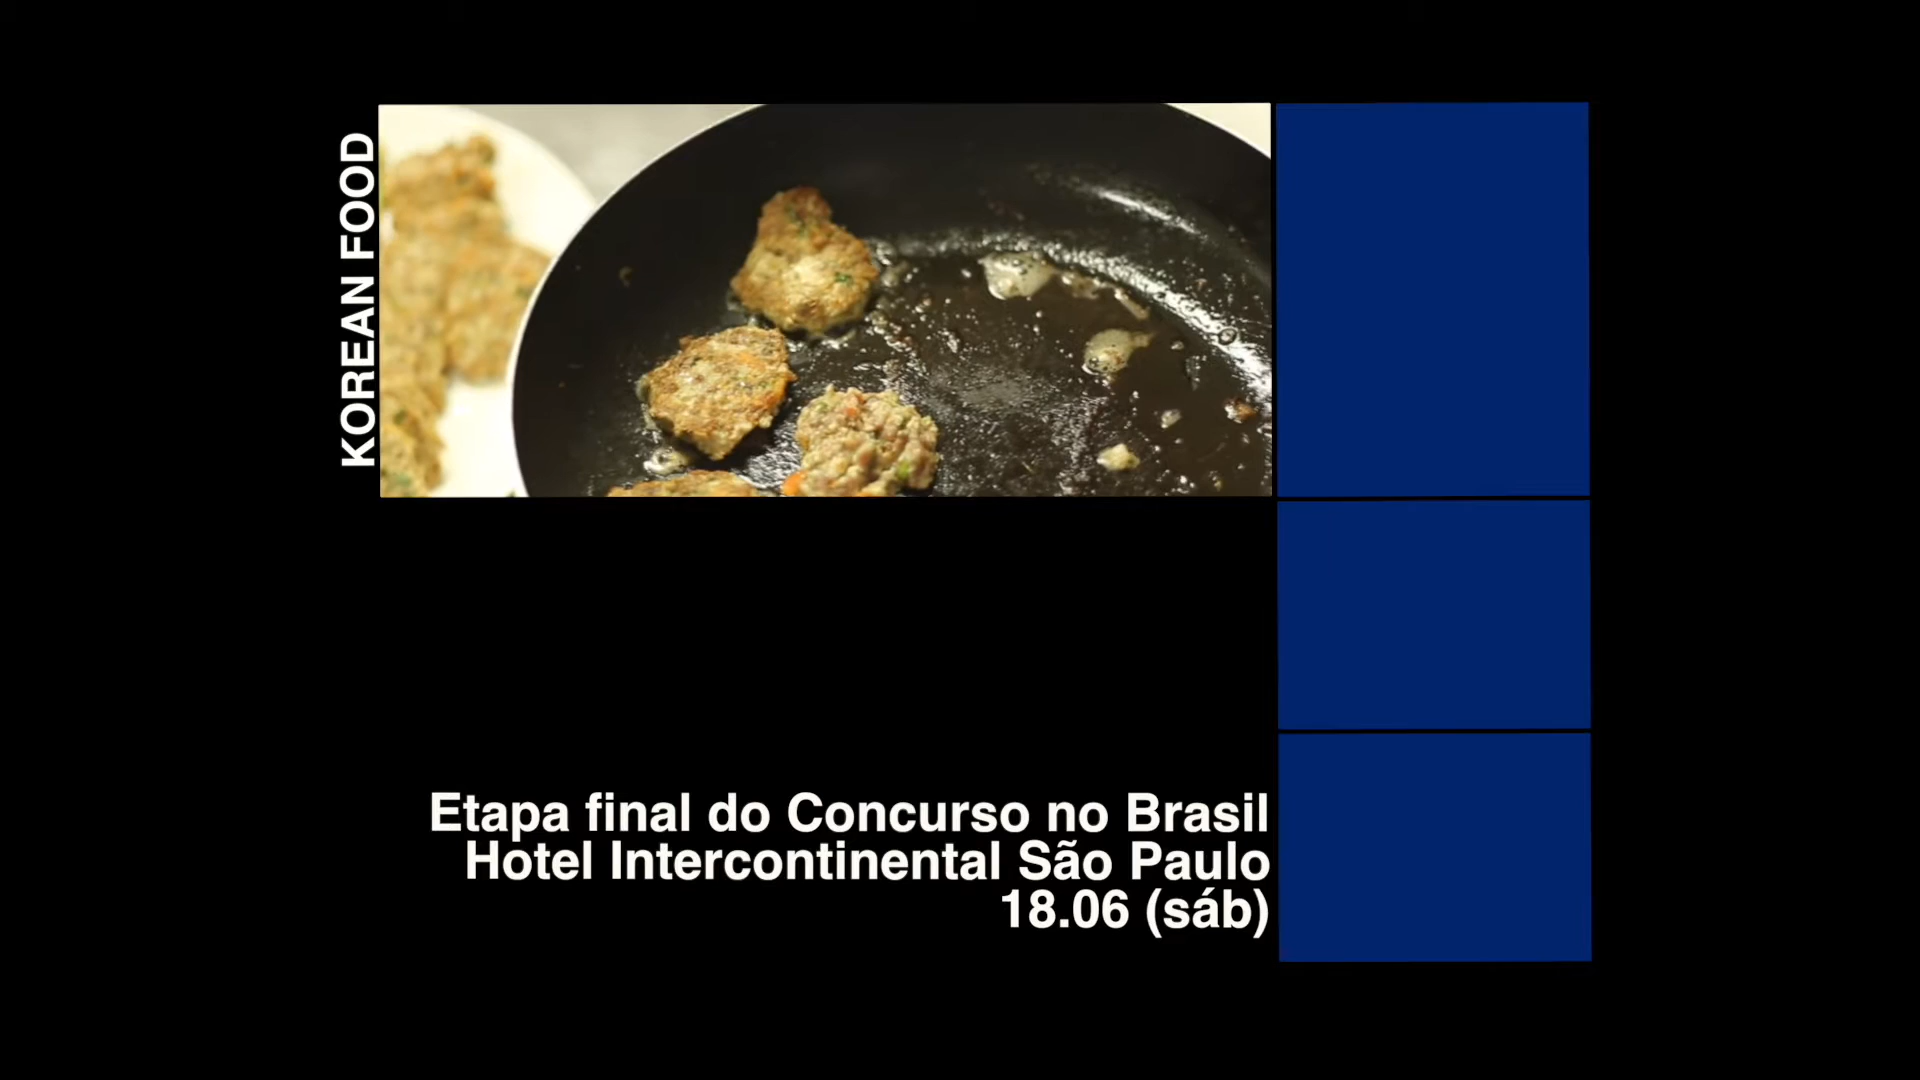 KOREAN FOOD
Etapa final do Concurso no Brasil
Hotel Intercontinental São Paulo
18.06 (sáb)